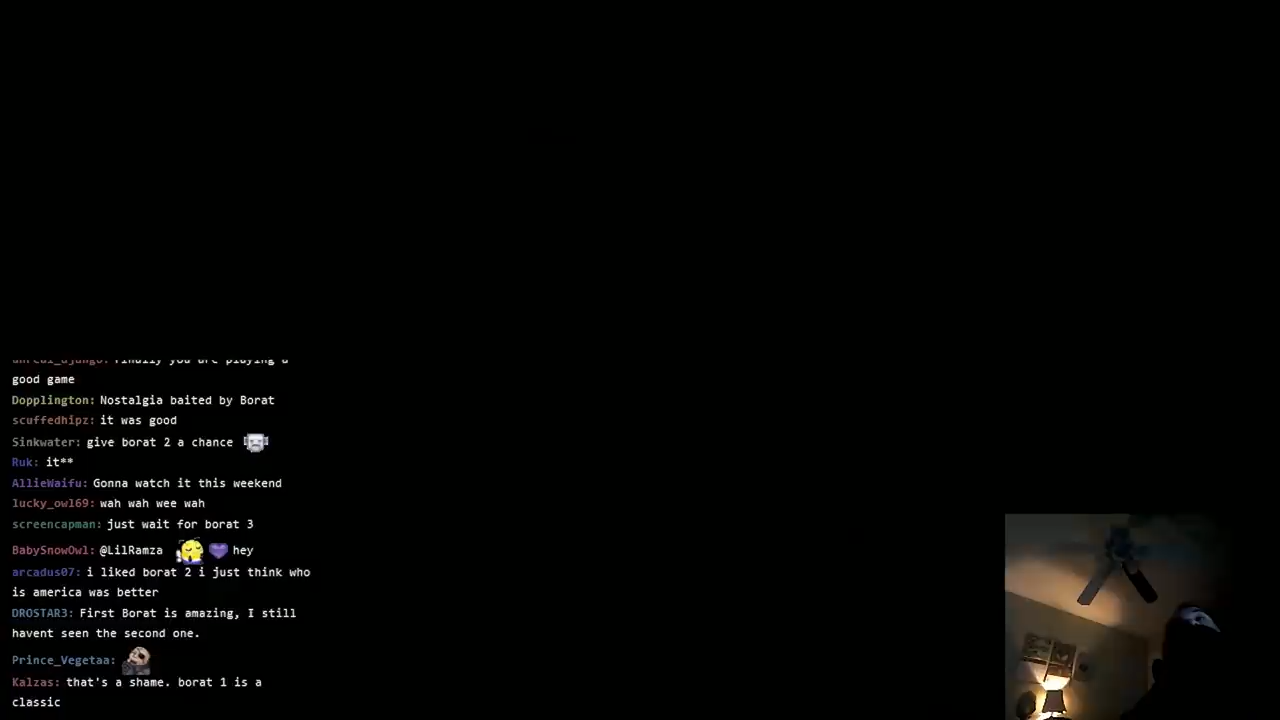 good game
Dopplington: Nostalgia baited by Borat
scuffedhipz: it was good
Sinkwater: give borat 2 a chance
Ruk: it**
AllieWaifu: Gonna watch it this weekend
lucky_owl69: wah wah wee wah
screencapman: just wait for borat 3
BabySnowOwl: @LilRamza hey
arcadus07: i liked borat 2 i just think who
is america was better
DROSTAR3: First Borat is amazing, I still
havent seen the second one.
Prince_Vegetaa:
Kalzas: that's a shame. borat 1 is a
classic